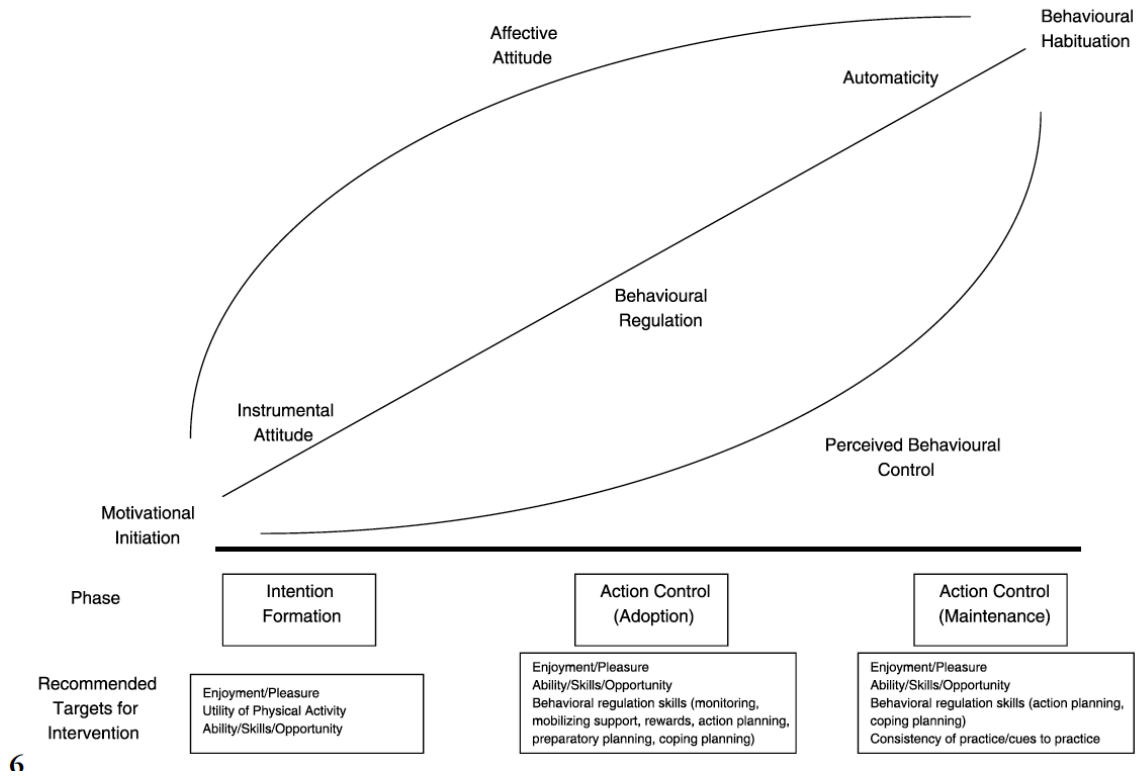 Affective
Attitude
Behavioural
Habituation
Automaticity
Behavioural
Regulation
Instrumental
Attitude
Perceived Behavioural
Control
Motivational
Initiation
Phase
Intention
Formation
Action Control
(Adoption)
Action Control
(Maintenance)
Recommended
Targets for
Intervention
Enjoyment/Pleasure
Utility of Physical Activity
Ability/Skills/Opportunity
Enjoyment/Pleasure
Ability/Skills/Opportunity
Behavioral regulation skills (monitoring,
mobilizing support, rewards, action planning,
preparatory planning, coping planning)
Enjoyment/Pleasure
Ability/Skills/Opportunity
Behavioral regulation skills (action planning,
coping planning)
Consistency of practice/cues to practice
6